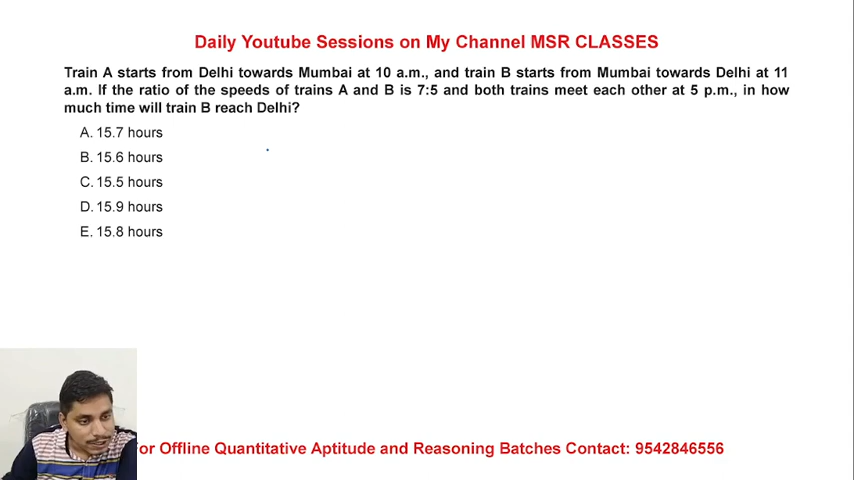 Daily Youtube Sessions on My Channel MSR CLASSES
Train A starts from Delhi towards Mumbai at 10 a.m., and train B starts from Mumbai towards Delhi at 11
a.m. If the ratio of the speeds of trains A and B is 7:5 and both trains meet each other at 5 p.m., in how
much time will train B reach Delhi?
A. 15.7 hours
B. 15.6 hours
C. 15.5 hours
D. 15.9 hours
E. 15.8 hours
or Offline Quantitative Aptitude and Reasoning Batches Contact: 9542846556